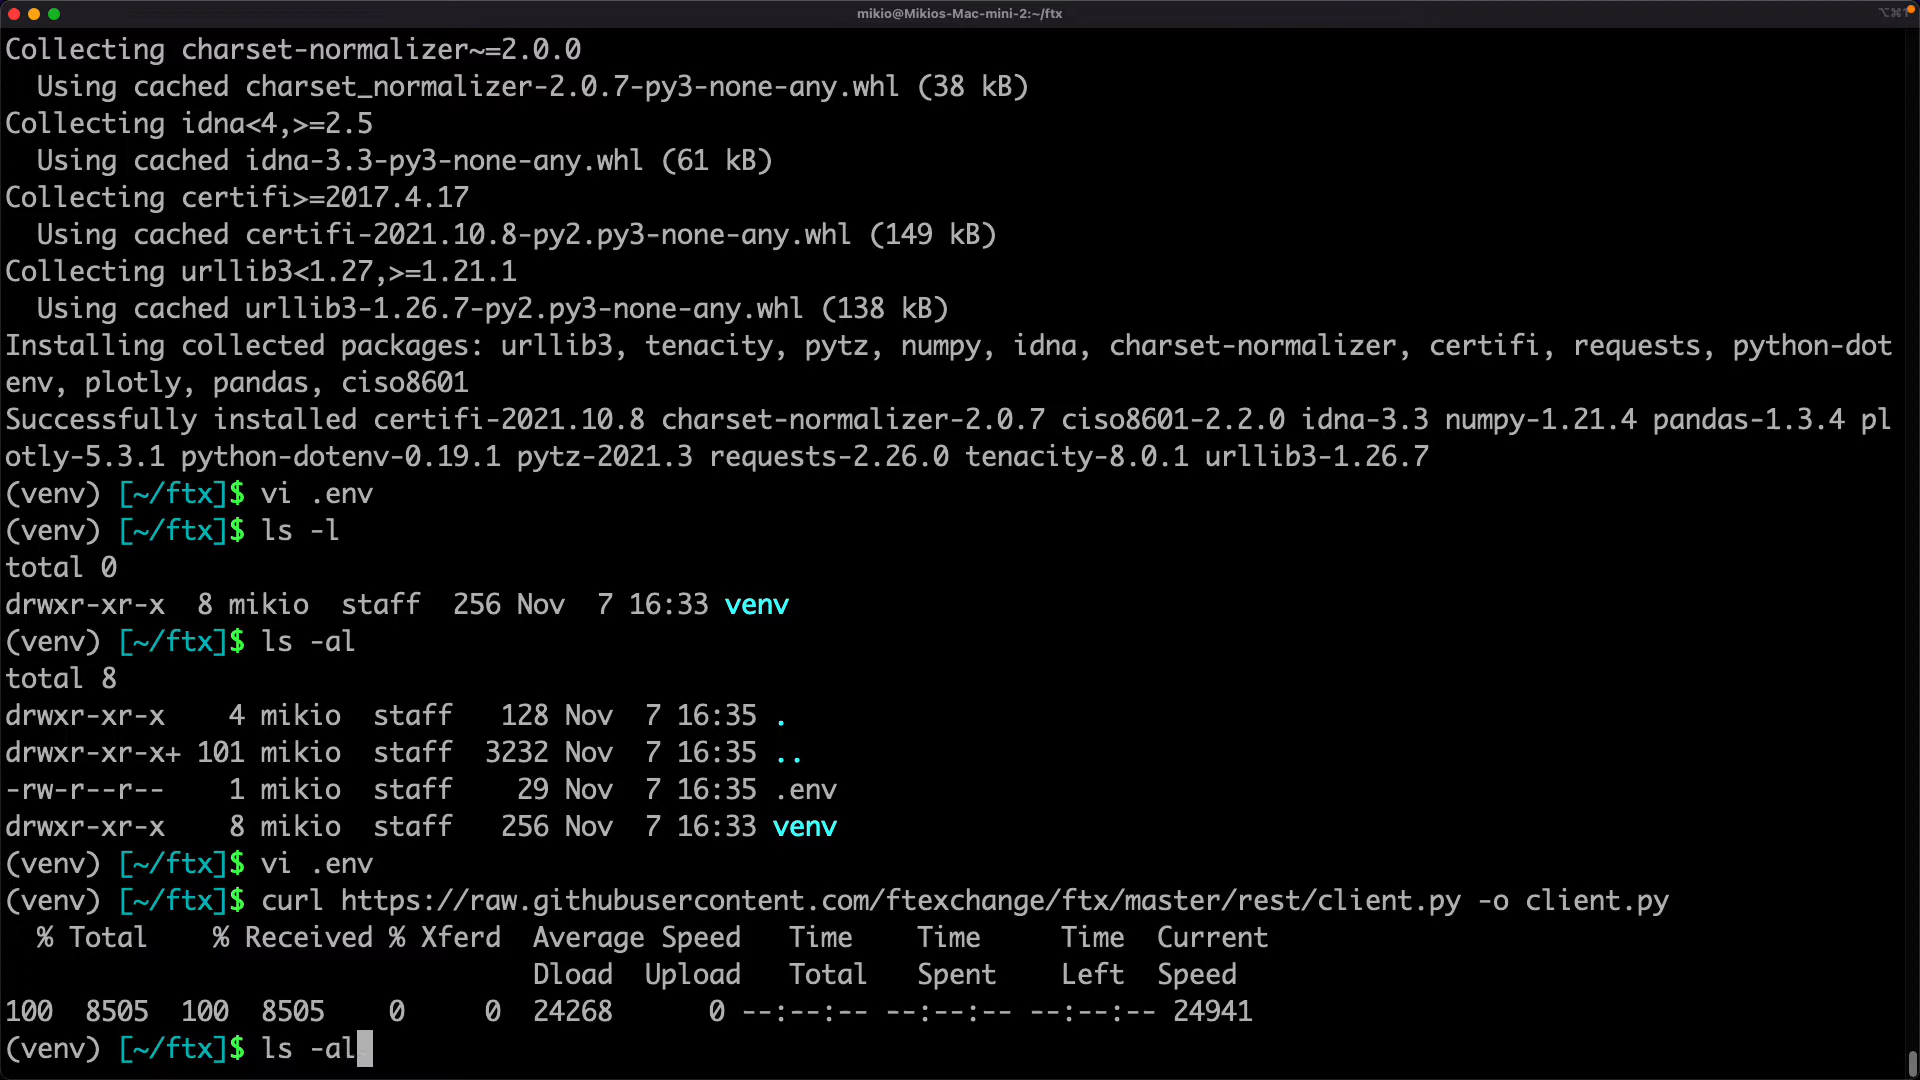 mikio@Mikios-Mac-mini-2:~/ftx
Collecting charset-normalizer~=2.0.0
  Using cached charset_normalizer-2.0.7-py3-none-any.whl (38 kB)
Collecting idna<4,>=2.5
  Using cached idna-3.3-py3-none-any.whl (61 kB)
Collecting certifi>=2017.4.17
  Using cached certifi-2021.10.8-py2.py3-none-any.whl (149 kB)
Collecting urllib3<1.27,>=1.21.1
  Using cached urllib3-1.26.7-py2.py3-none-any.whl (138 kB)
Installing collected packages: urllib3, tenacity, pytz, numpy, idna, charset-normalizer, certifi, requests, python-dot
env, plotly, pandas, ciso8601
Successfully installed certifi-2021.10.8 charset-normalizer-2.0.7 ciso8601-2.2.0 idna-3.3 numpy-1.21.4 pandas-1.3.4 pl
otly-5.3.1 python-dotenv-0.19.1 pytz-2021.3 requests-2.26.0 tenacity-8.0.1 urllib3-1.26.7
(venv) [~/ftx]$ vi .env
(venv) [~/ftx]$ ls -l
total 0
drwxr-xr-x  8 mikio  staff  256 Nov  7 16:33 venv
(venv) [~/ftx]$ ls -al
total 8
drwxr-xr-x    4 mikio  staff   128 Nov  7 16:35 .
drwxr-xr-x+ 101 mikio  staff  3232 Nov  7 16:35 ..
-rw-r--r--    1 mikio  staff    29 Nov  7 16:35 .env
drwxr-xr-x    8 mikio  staff   256 Nov  7 16:33 venv
(venv) [~/ftx]$ vi .env
(venv) [~/ftx]$ curl https://raw.githubusercontent.com/ftexchange/ftx/master/rest/client.py -o client.py
  % Total    % Received % Xferd  Average Speed   Time    Time     Time  Current
                                 Dload  Upload   Total   Spent    Left  Speed
100  8505  100  8505    0     0  24268      0 --:--:-- --:--:-- --:--:-- 24941
(venv) [~/ftx]$ ls -al